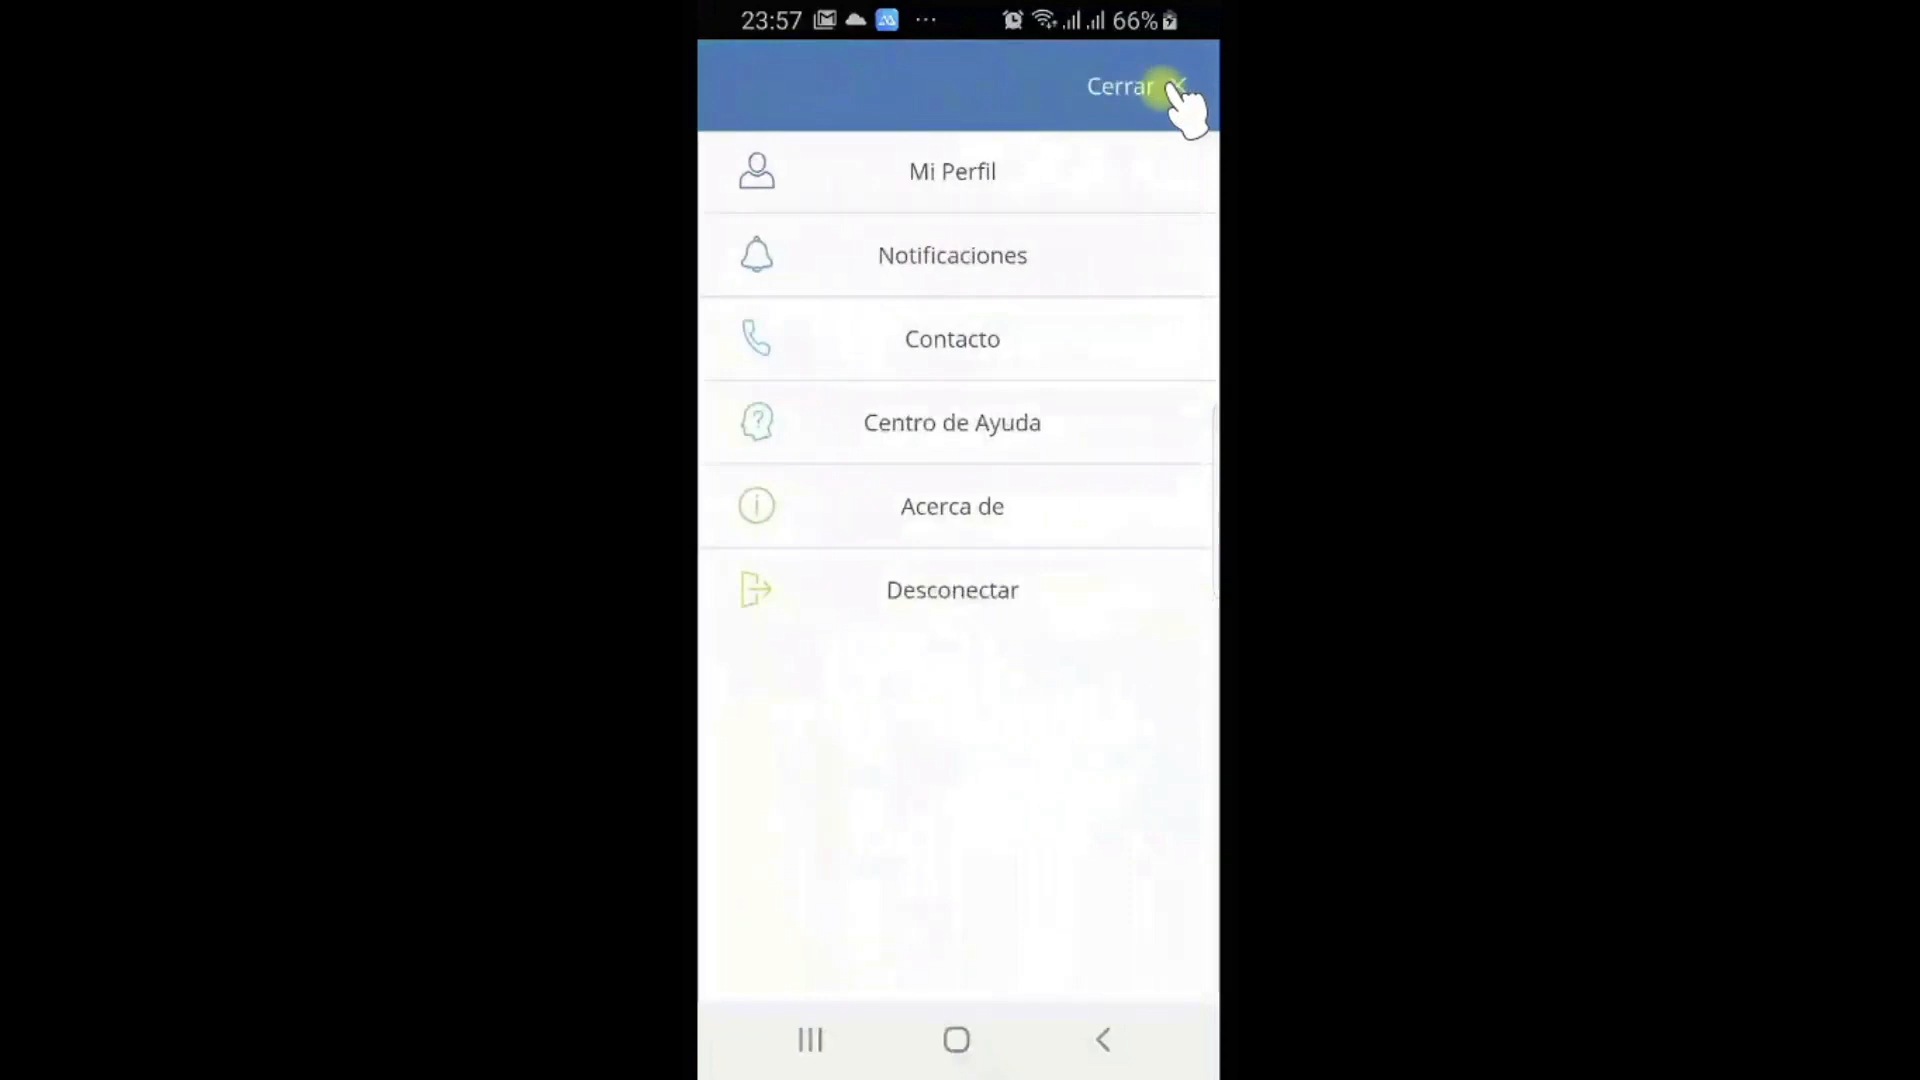 23:57 ... 66%
Cerrar
Mi Perfil
Notificaciones
Contacto
Centro de Ayuda
Acerca de
Desconectar